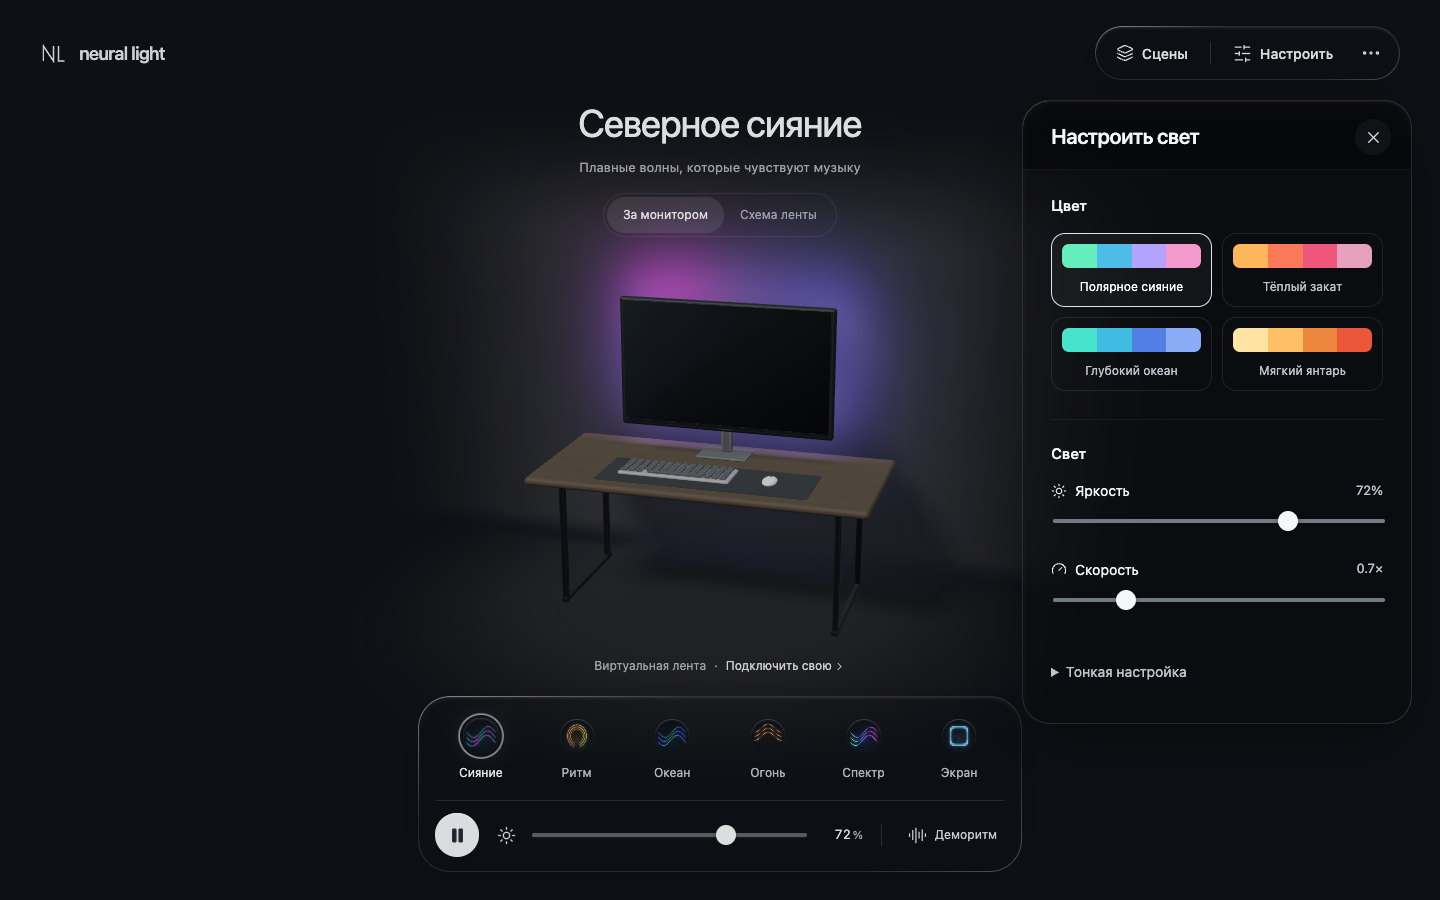 NL neural light
Сцены
Настроить
Северное сияние
Плавные волны, которые чувствуют музыку
За монитором
Схема ленты
Настроить свет
Цвет
Полярное сияние
Тёплый закат
Глубокий океан
Мягкий янтарь
Свет
Яркость
72%
Скорость
0.7×
Тонкая настройка
Виртуальная лента · Подключить свою
Сияние
Ритм
Океан
Огонь
Спектр
Экран
72%
Деморитм